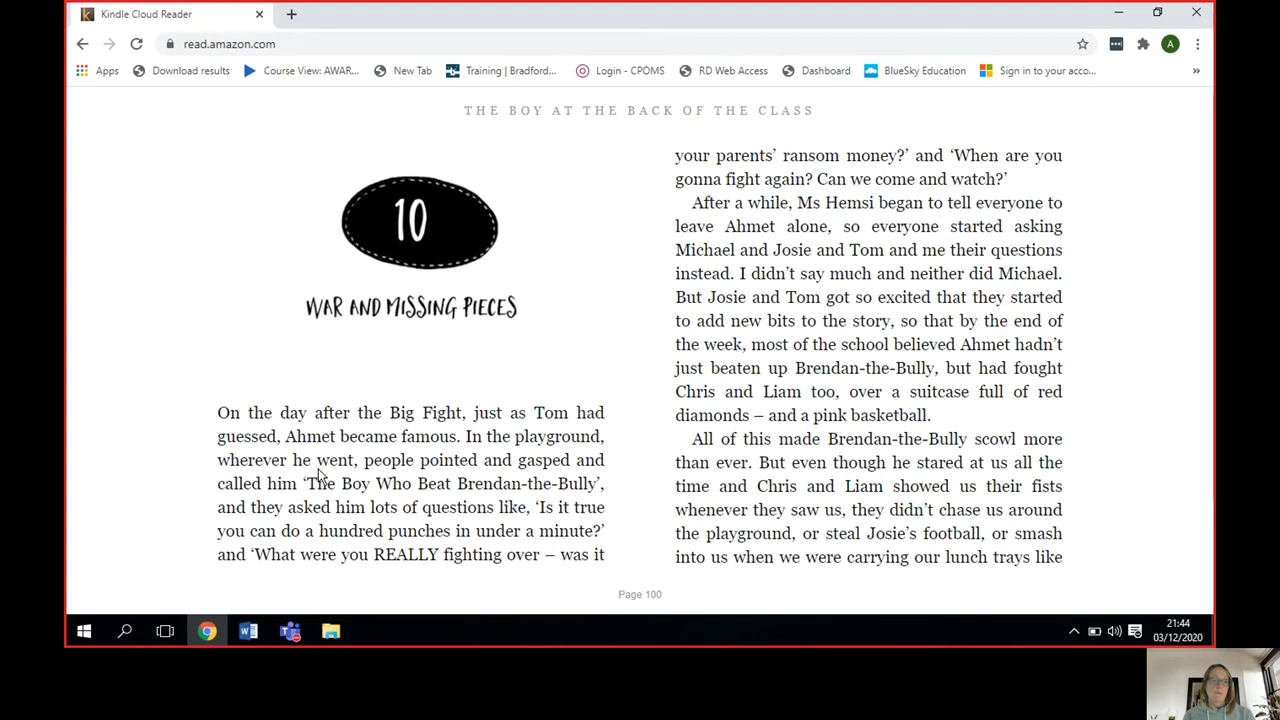 Kindle Cloud Reader
read.amazon.com
A
Apps
Download results
Course View: AWAR...
New Tab
Training | Bradford...
Login - CPOMS
RD Web Access
Dashboard
BlueSky Education
Sign in to your acco...
»
THE BOY AT THE BACK OF THE CLASS
10
WAR AND MISSING PIECES
On the day after the Big Fight, just as Tom had
guessed, Ahmet became famous. In the playground,
wherever he went, people pointed and gasped and
called him ‘The Boy Who Beat Brendan-the-Bully’,
and they asked him lots of questions like, ‘Is it true
you can do a hundred punches in under a minute?’
and ‘What were you REALLY fighting over – was it
your parents’ ransom money?’ and ‘When are you
gonna fight again? Can we come and watch?’
After a while, Ms Hemsi began to tell everyone to
leave Ahmet alone, so everyone started asking
Michael and Josie and Tom and me their questions
instead. I didn’t say much and neither did Michael.
But Josie and Tom got so excited that they started
to add new bits to the story, so that by the end of
the week, most of the school believed Ahmet hadn’t
just beaten up Brendan-the-Bully, but had fought
Chris and Liam too, over a suitcase full of red
diamonds – and a pink basketball.
All of this made Brendan-the-Bully scowl more
than ever. But even though he stared at us all the
time and Chris and Liam showed us their fists
whenever they saw us, they didn’t chase us around
the playground, or steal Josie’s football, or smash
into us when we were carrying our lunch trays like
Page 100
21:44
03/12/2020